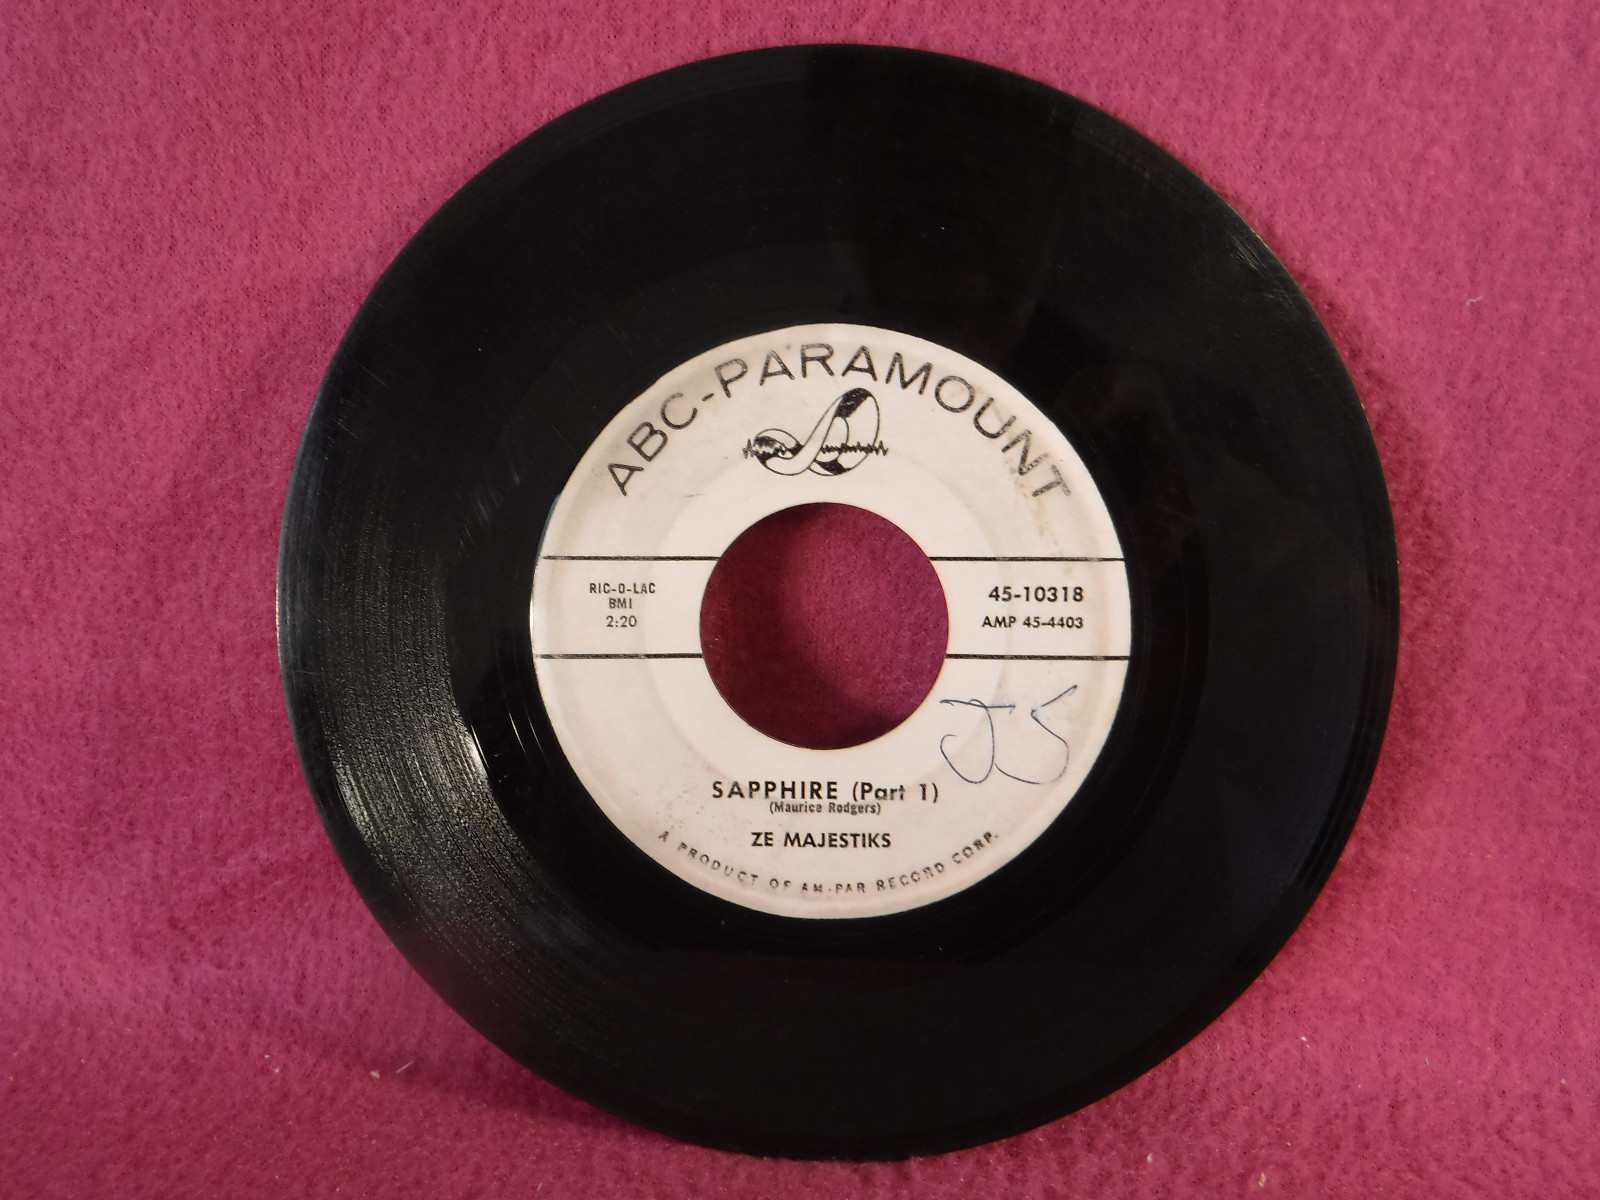 ABC-PARAMOUNT
RIC-O-LAC
BMI
2:20
45-10318
AMP 45-4403
JS
SAPPHIRE (Part 1)
(Maurice Rodgers)
ZE MAJESTIKS
A PRODUCT OF AM-PAR RECORD CORP.